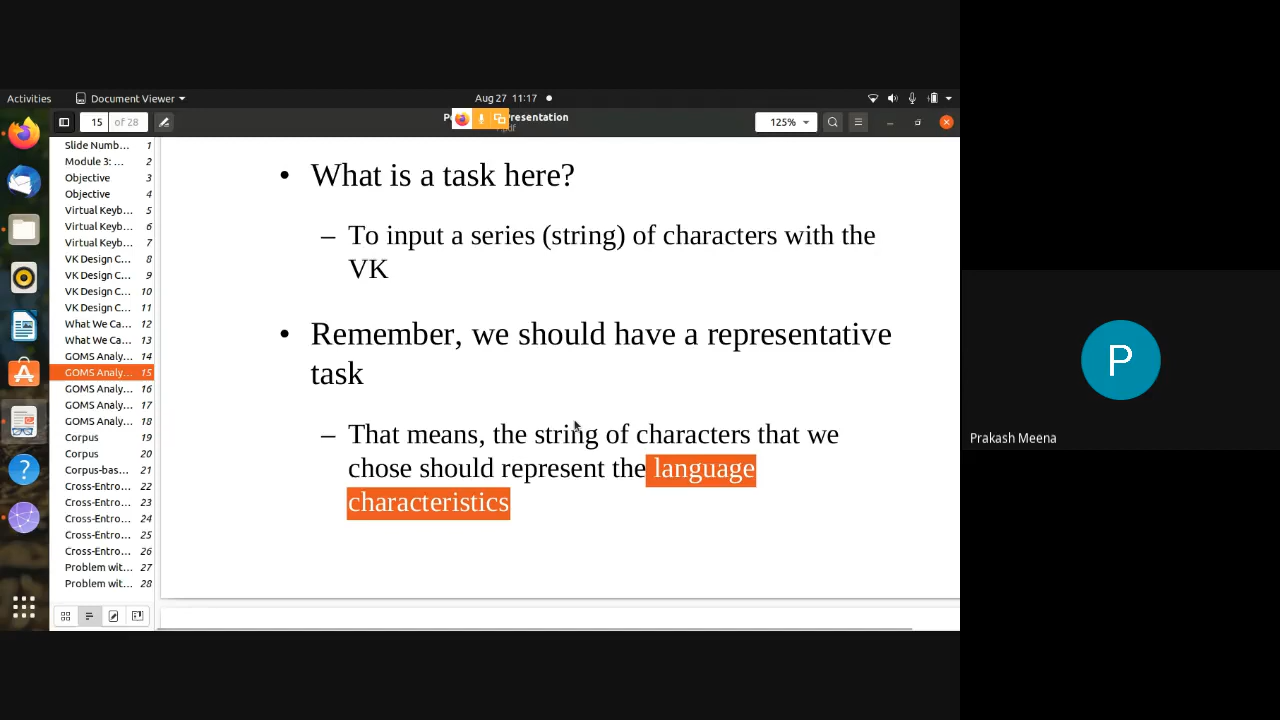 Activities
Document Viewer
Aug 27 11:17
15 of 28
Presentation
125%
Slide Numb... 1
Module 3: ... 2
Objective 3
Objective 4
Virtual Keyb... 5
Virtual Keyb... 6
Virtual Keyb... 7
VK Design C... 8
VK Design C... 9
VK Design C... 10
VK Design C... 11
What We Ca... 12
What We Ca... 13
GOMS Analy... 14
GOMS Analy... 15
GOMS Analy... 16
GOMS Analy... 17
GOMS Analy... 18
Corpus 19
Corpus 20
Corpus-bas... 21
Cross-Entro... 22
Cross-Entro... 23
Cross-Entro... 24
Cross-Entro... 25
Cross-Entro... 26
Problem wit... 27
Problem wit... 28
• What is a task here?
– To input a series (string) of characters with the
VK
• Remember, we should have a representative
task
– That means, the string of characters that we
chose should represent the language
characteristics
P
Prakash Meena